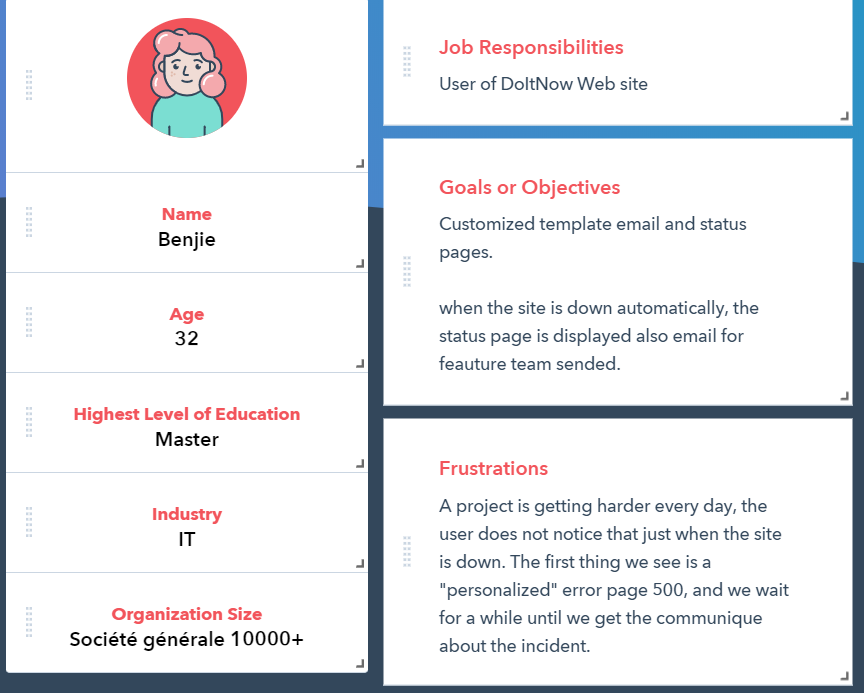 Name
Benjie
Age
32
Highest Level of Education
Master
Industry
IT
Organization Size
Société générale 10000+
Job Responsibilities
User of DoItNow Web site
Goals or Objectives
Customized template email and status
pages.
when the site is down automatically, the
status page is displayed also email for
feauture team sended.
Frustrations
A project is getting harder every day, the
user does not notice that just when the site
is down. The first thing we see is a
"personalized" error page 500, and we wait
for a while until we get the communique
about the incident.